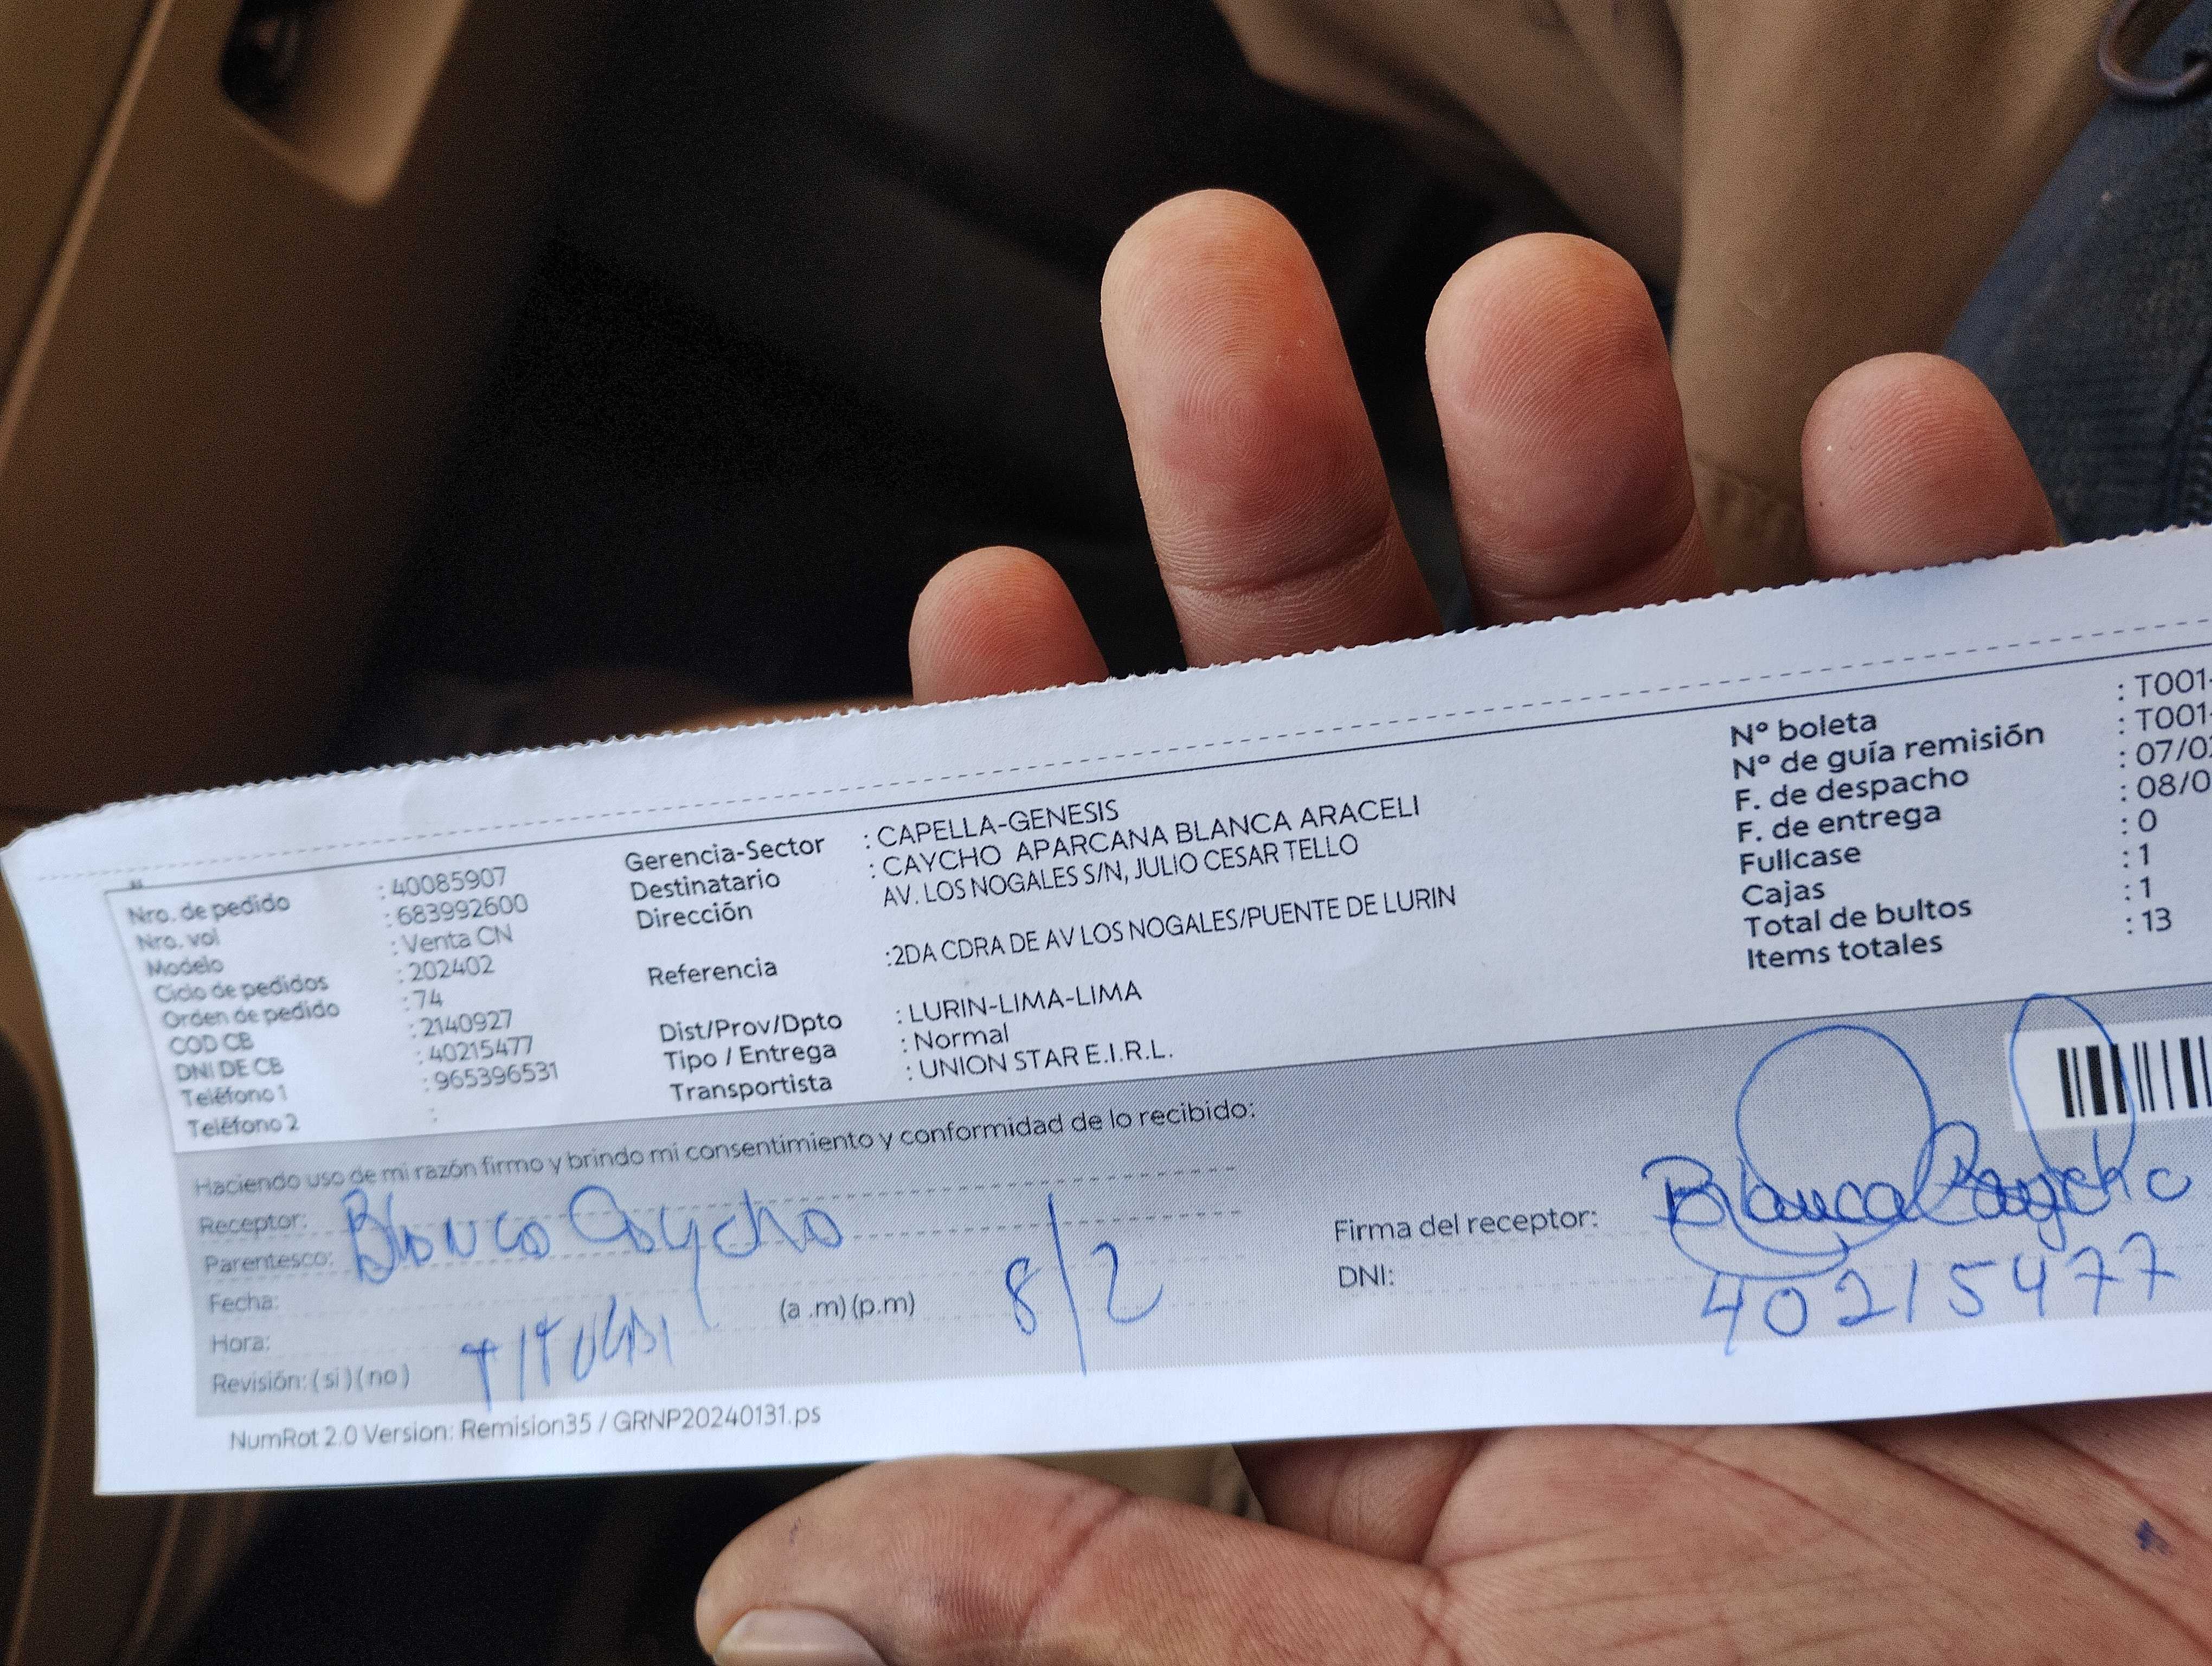 Nro. de pedido : 40085907
Nro. vol : 683992600
Modelo : Venta CN
Ciclo de pedidos : 202402
Orden de pedido : 74
COD CB : 2140927
DNI DE CB : 40215477
Teléfono 1 : 965396531
Teléfono 2 :
Gerencia-Sector : CAPELLA-GENESIS
Destinatario : CAYCHO APARCANA BLANCA ARACELI
Dirección AV. LOS NOGALES S/N, JULIO CESAR TELLO
Referencia :2DA CDRA DE AV LOS NOGALES/PUENTE DE LURIN
Dist/Prov/Dpto : LURIN-LIMA-LIMA
Tipo / Entrega : Normal
Transportista : UNION STAR E.I.R.L.
Nº boleta : T001-
Nº de guía remisión : T001-
F. de despacho : 07/0
F. de entrega : 08/0
Fullcase : 0
Cajas : 1
Total de bultos : 1
Items totales : 13
Haciendo uso de mi razón firmo y brindo mi consentimiento y conformidad de lo recibido:
Receptor: Blanca Caycho
Parentesco:
Fecha: 8/2
Hora: (a .m) (p.m)
Revisión: ( si ) ( no )
Firma del receptor: Blanca Caycho
DNI: 40215477
NumRot 2.0 Version: Remision35 / GRNP20240131.ps